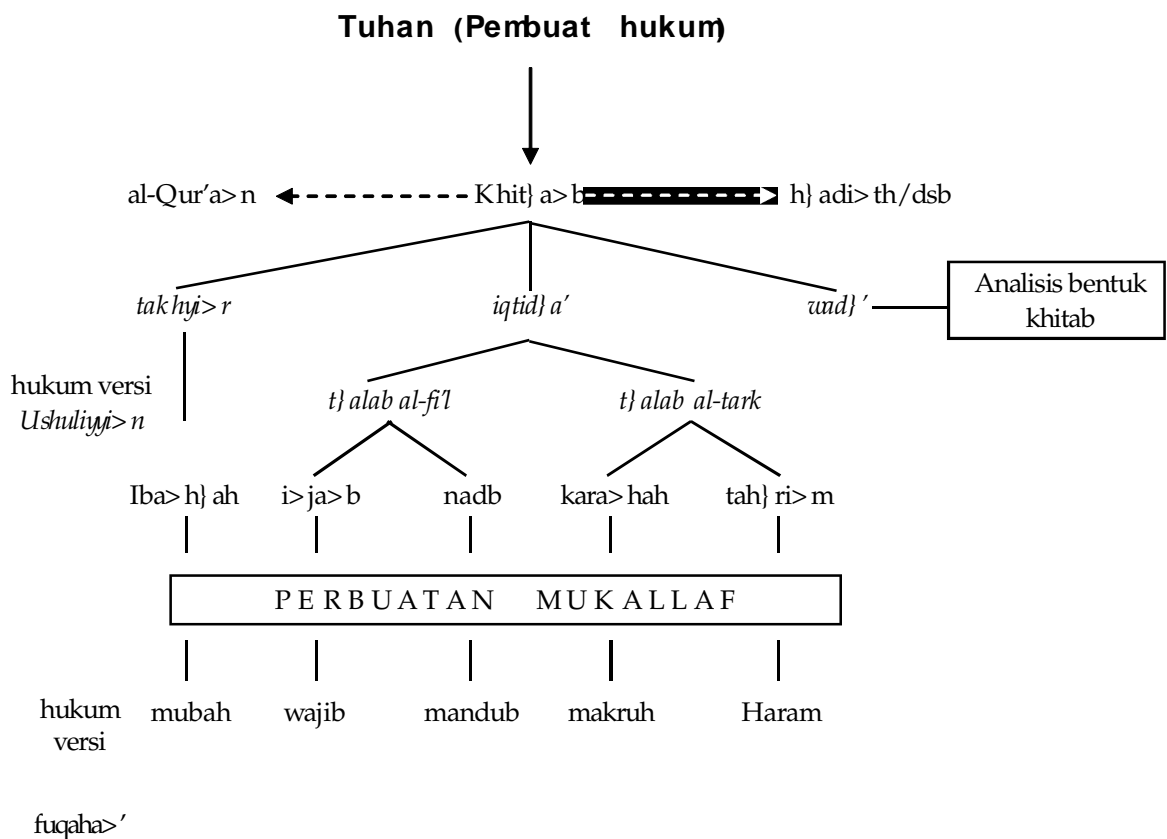 Tuhan (Pembuat hukum)
al-Qur'a>n Khit} a>b h} adi> th/dsb
takhyi> r iqtid} a' wad} ' Analisis bentuk
khitab
hukum versi
Ushuliyyi> n
t} alab al-fi'l t} alab al-tark
Iba> h} ah i> ja> b nadb kara> hah tah} ri> m
PERBUATAN MUKALLAF
hukum
versi
mubah wajib mandub makruh Haram
fuqaha> '